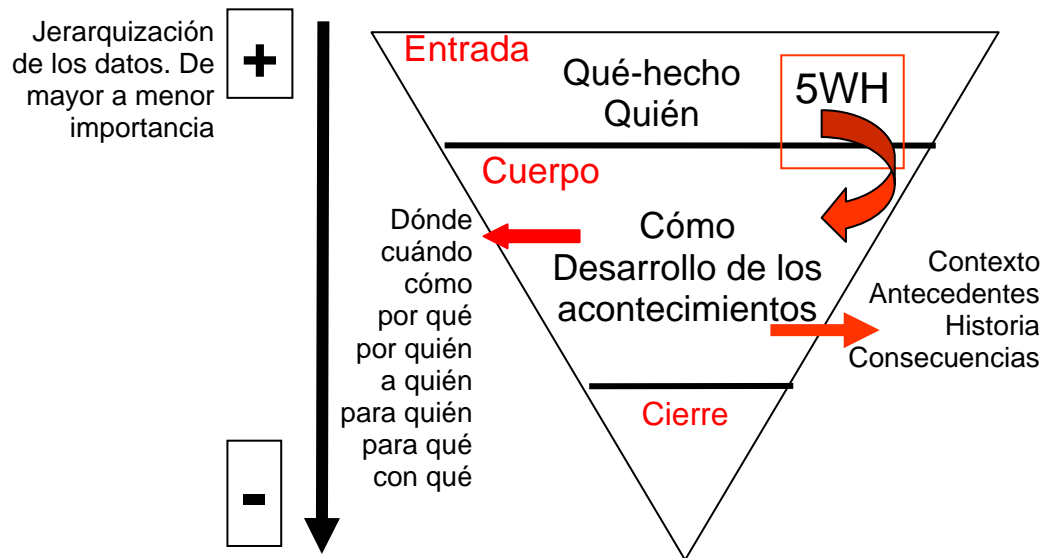 Jerarquización
de los datos. De
mayor a menor
importancia
+
-
Entrada
Qué-hecho
Quién
5WH
Cuerpo
Cómo
Desarrollo de los
acontecimientos
Dónde
cuándo
cómo
por qué
por quién
a quién
para quién
para qué
con qué
Contexto
Antecedentes
Historia
Consecuencias
Cierre